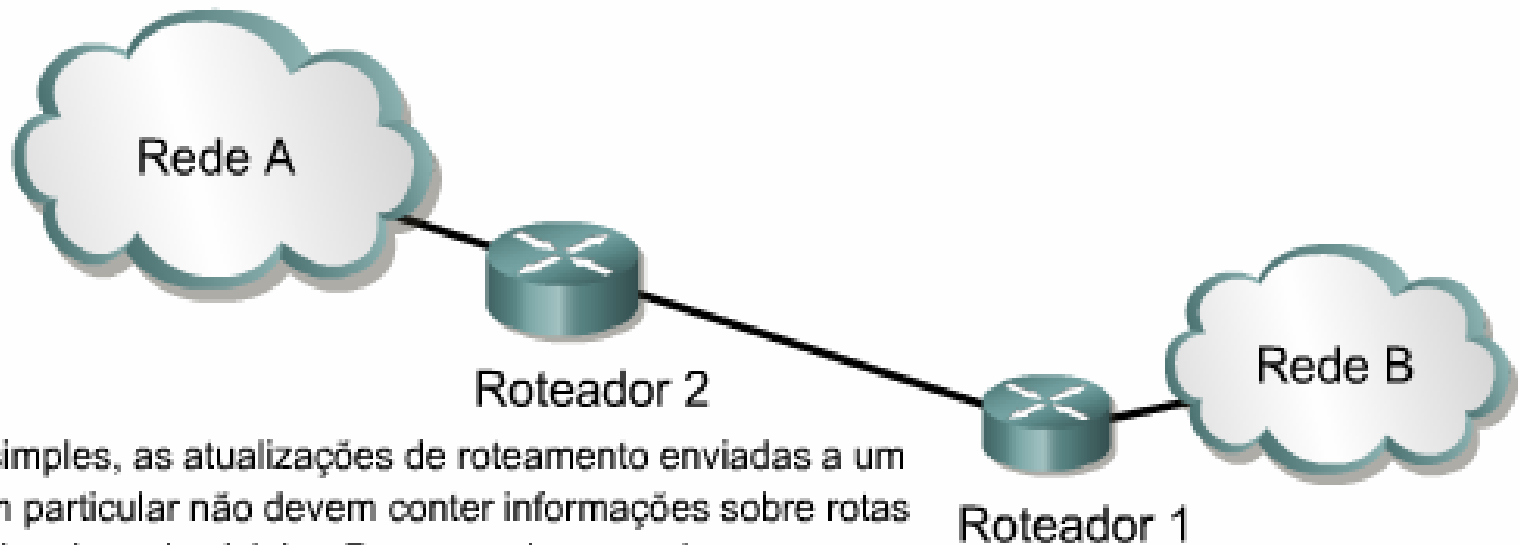 Rede A
Roteador 2
Rede B
simples, as atualizações de roteamento enviadas a um
particular não devem conter informações sobre rotas
Roteador 1